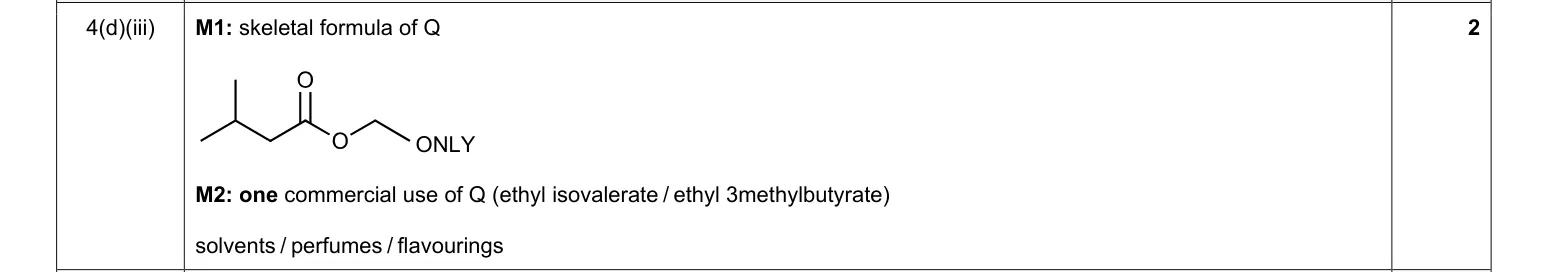 4(d)(iii) M1: skeletal formula of Q 2
O
O ONLY
M2: one commercial use of Q (ethyl isovalerate / ethyl 3methylbutyrate)
solvents / perfumes / flavourings